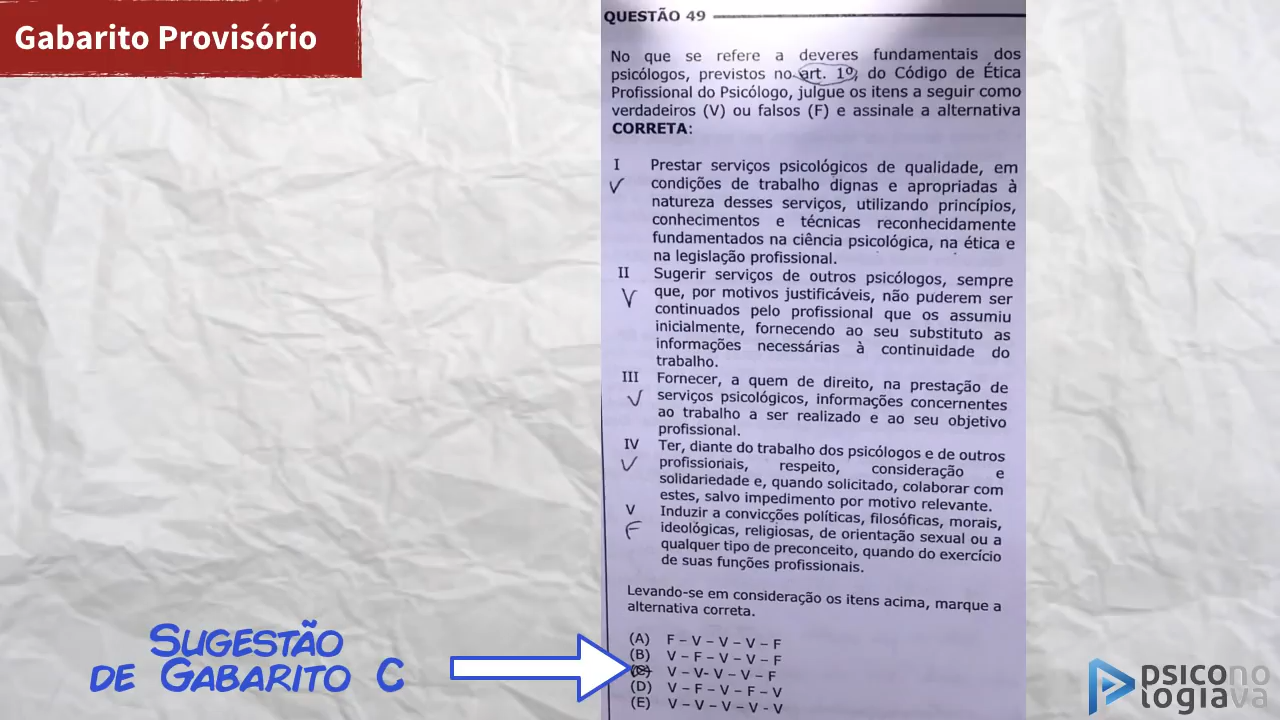 Gabarito Provisório
QUESTÃO 49
No que se refere a deveres fundamentais dos
psicólogos, previstos no art. 1º, do Código de Ética
Profissional do Psicólogo, julgue os itens a seguir como
verdadeiros (V) ou falsos (F) e assinale a alternativa
CORRETA:
I Prestar serviços psicológicos de qualidade, em
V condições de trabalho dignas e apropriadas à
natureza desses serviços, utilizando princípios,
conhecimentos e técnicas reconhecidamente
fundamentados na ciência psicológica, na ética e
na legislação profissional.
II Sugerir serviços de outros psicólogos, sempre
V que, por motivos justificáveis, não puderem ser
continuados pelo profissional que os assumiu
inicialmente, fornecendo ao seu substituto as
informações necessárias à continuidade do
trabalho.
III Fornecer, a quem de direito, na prestação de
V serviços psicológicos, informações concernentes
ao trabalho a ser realizado e ao seu objetivo
profissional.
IV Ter, diante do trabalho dos psicólogos e de outros
V profissionais, respeito, consideração e
solidariedade e, quando solicitado, colaborar com
estes, salvo impedimento por motivo relevante.
V Induzir a convicções políticas, filosóficas, morais,
F ideológicas, religiosas, de orientação sexual ou a
qualquer tipo de preconceito, quando do exercício
de suas funções profissionais.
Levando-se em consideração os itens acima, marque a
alternativa correta.
(A) F – V – V – V – F
(B) V – F – V – V – F
(C) V – V- V – V – F
(D) V – F – V – F – V
(E) V – V – V – V - V
SUGESTÃO
DE GABARITO C
psicono
logiava